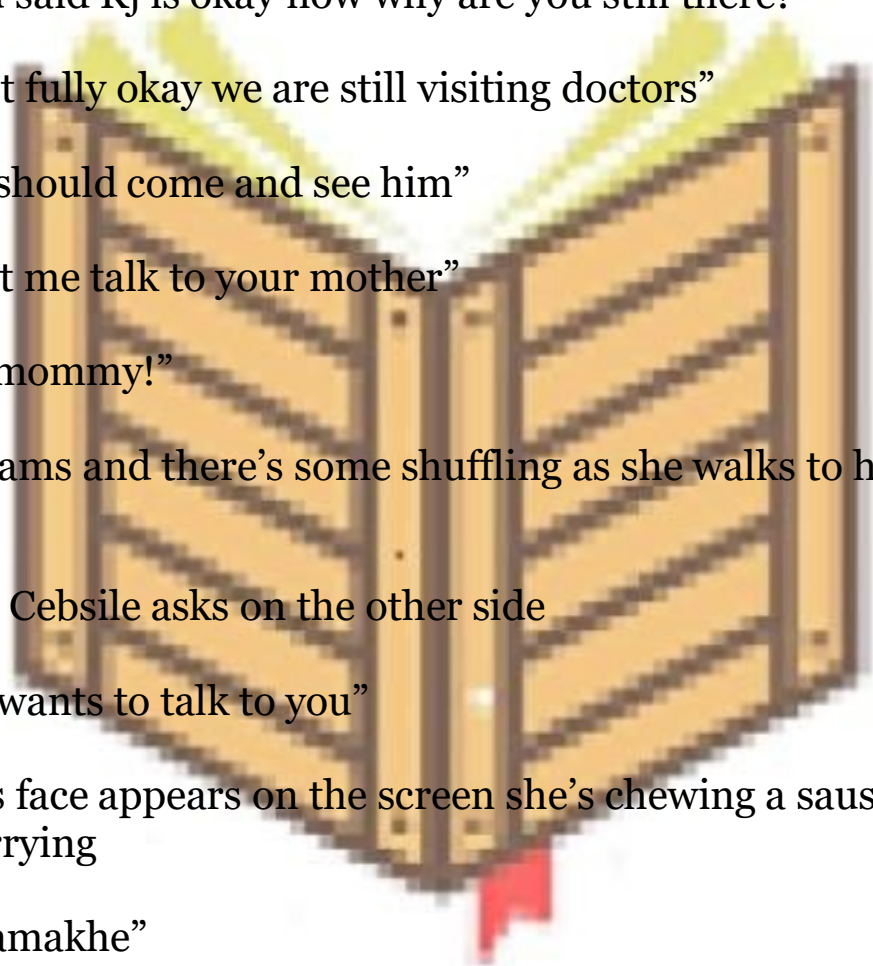 said Kj is okay now why are you still there?
t fully okay we are still visiting doctors”
should come and see him”
t me talk to your mother”
mommy!”
ams and there’s some shuffling as she walks to h
Cebsile asks on the other side
wants to talk to you”
s face appears on the screen she’s chewing a saus
rrying
amakhe”